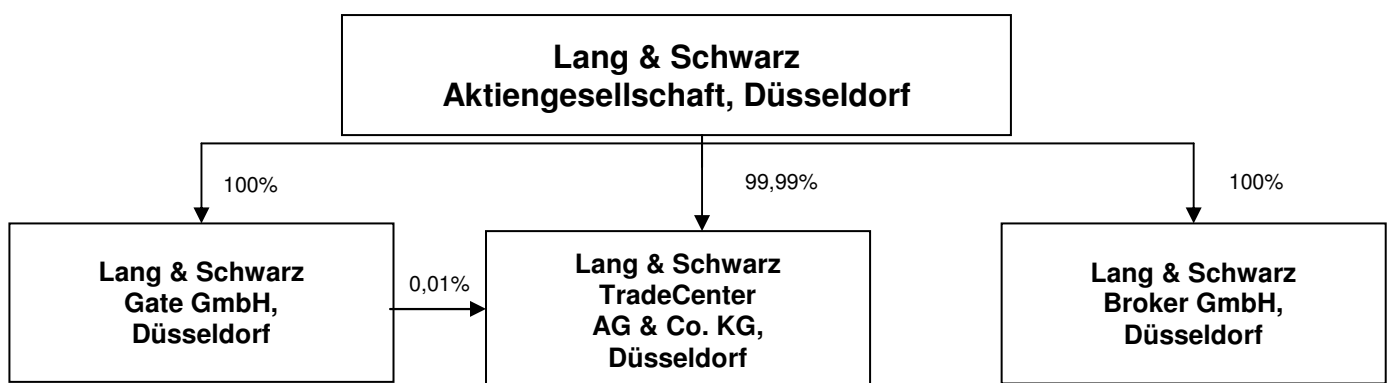 Lang & Schwarz
Aktiengesellschaft, Düsseldorf
100%
99,99%
100%
Lang & Schwarz
Gate GmbH,
Düsseldorf
0,01%
Lang & Schwarz
TradeCenter
AG & Co. KG,
Düsseldorf
Lang & Schwarz
Broker GmbH,
Düsseldorf